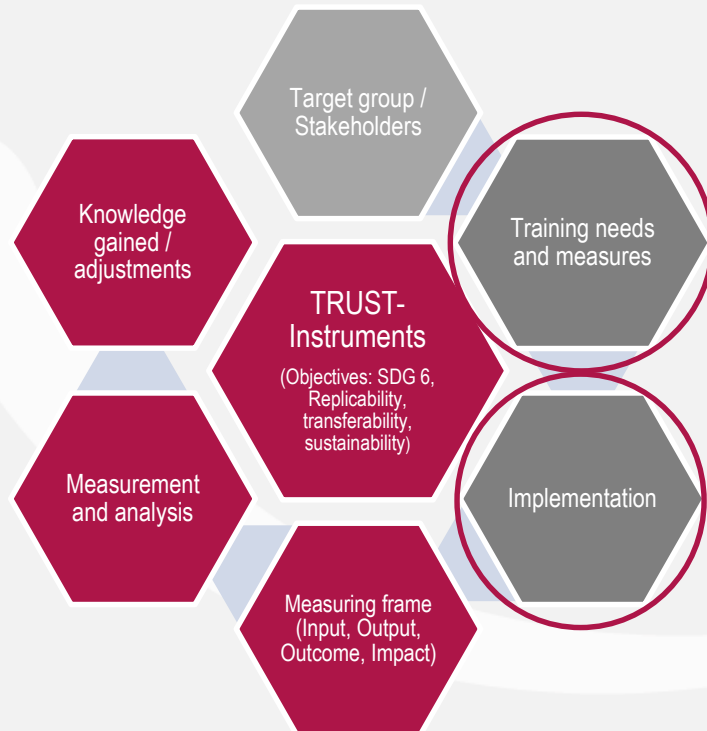 Target group /
Stakeholders
Knowledge
gained /
adjustments
Training needs
and measures
TRUST-
Instruments
(Objectives: SDG 6,
Replicability,
transferability,
sustainability)
Measurement
and analysis
Implementation
Measuring frame
(Input, Output,
Outcome, Impact)